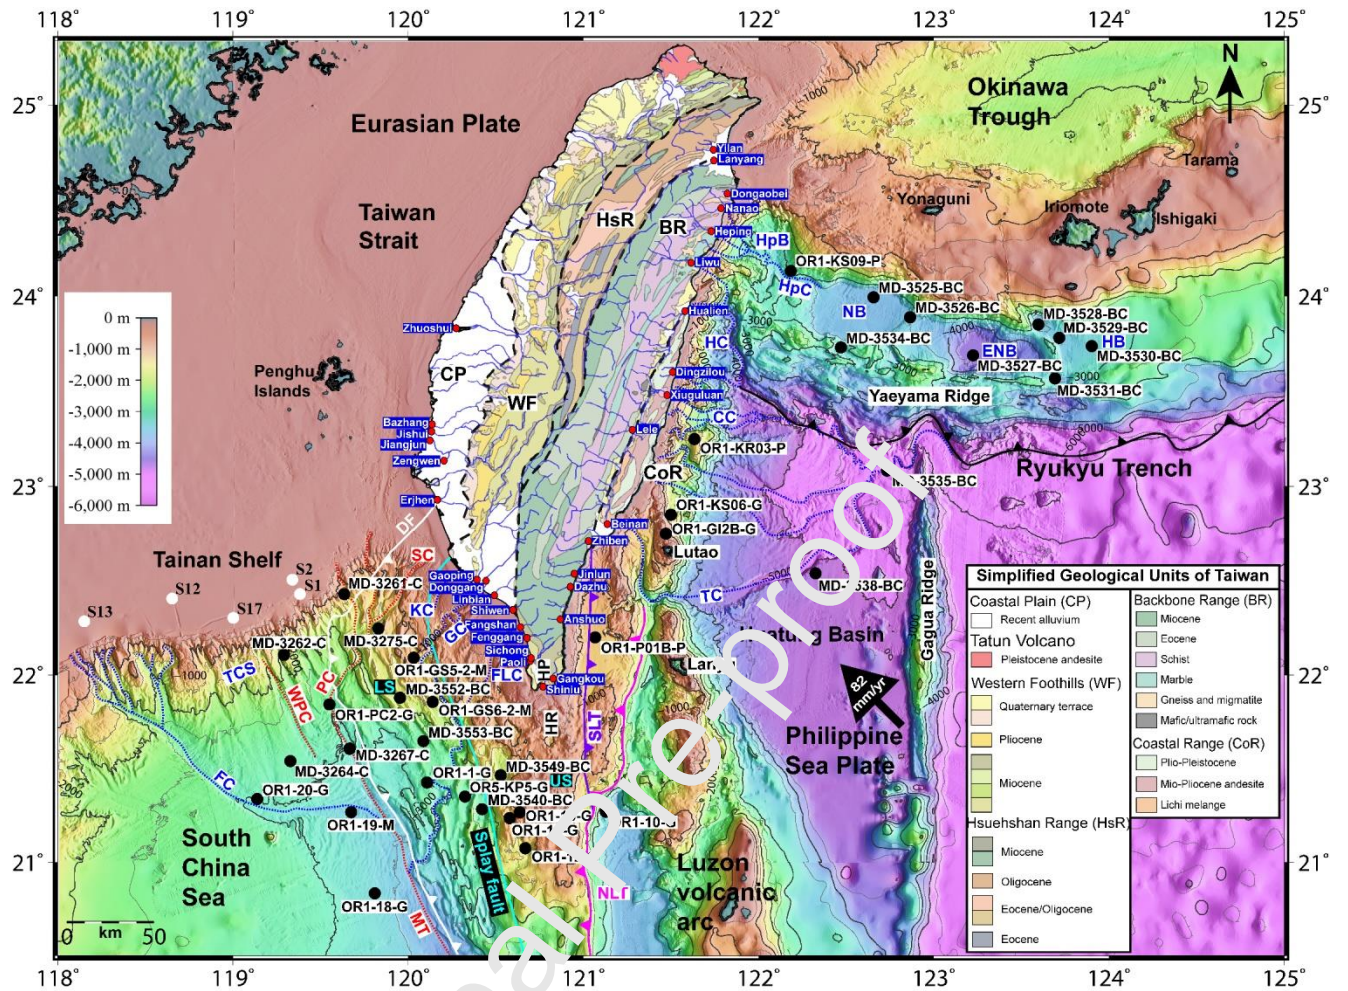 118° 119° 120° 121° 122° 123° 124° 125°
25°
24°
23°
22°
21°
25°
24°
23°
22°
21°
118° 119° 120° 121° 122° 123° 124° 125°
N
Eurasian Plate
Taiwan
Strait
Okinawa
Trough
1000
Tarama
Yonaguni
Iriomote
Ishigaki
Yilan
Lanyang
Dongaobei
Nanao
Heping
Liwu
Hualien
Dingzilou
Xiuguluan
Lele
Beinan
Zhiben
Jinlun
Dazhu
Anshuo
Gangkou
Shiniu
Zhuoshui
Bazhang
Jishui
Jiangjun
Zengwen
Erjhen
Gaoping
Donggang
Linbian
Shiwen
Fangshan
Fenggang
Sichong
Paoli
HsR
BR
WF
CP
CoR
HP
HR
Penghu
Islands
0 m
-1,000 m
-2,000 m
-3,000 m
-4,000 m
-5,000 m
-6,000 m
HpB
OR1-KS09-P
HpC
MD-3525-BC
NB
MD-3526-BC
MD-3528-BC
MD-3529-BC
HB
MD-3530-BC
MD-3534-BC
ENB
MD-3527-BC
MD-3531-BC
3000
4000
4000
3000
Yaeyama Ridge
Ryukyu Trench
HC
CC
OR1-KR03-P
OR1-KS06-G
OR1-GI2B-G
Lutao
TC
Gagua Ridge
82
mm/yr
Philippine
Sea Plate
OR1-P01B-P
Tainan Shelf
S2
S1
S12
S13
S17
DF
SC
MD-3261-C
KC
GC
MD-3262-C
MD-3275-C
OR1-GS5-2-M
FLC
TCS
WPC
PC
LS
MD-3552-BC
OR1-PC2-G
OR1-GS6-2-M
MD-3553-BC
MD-3267-C
MD-3264-C
OR1-1-G
MD-3549-BC
US
OR5-KP5-G
MD-3540-BC
FC
OR1-20-G
OR1-19-M
OR1-18-G
MT
Splay fault
SLT
South
China
Sea
Luzon
volcanic
arc
0 km 50
Simplified Geological Units of Taiwan
Coastal Plain (CP)
Recent alluvium
Tatun Volcano
Pleistocene andesite
Western Foothills (WF)
Quaternary terrace
Pliocene
Miocene
Hsuehshan Range (HsR)
Miocene
Oligocene
Eocene/Oligocene
Eocene
Backbone Range (BR)
Miocene
Eocene
Schist
Marble
Gneiss and migmatite
Mafic/ultramafic rock
Coastal Range (CoR)
Plio-Pleistocene
Mio-Pliocene andesite
Lichi melange